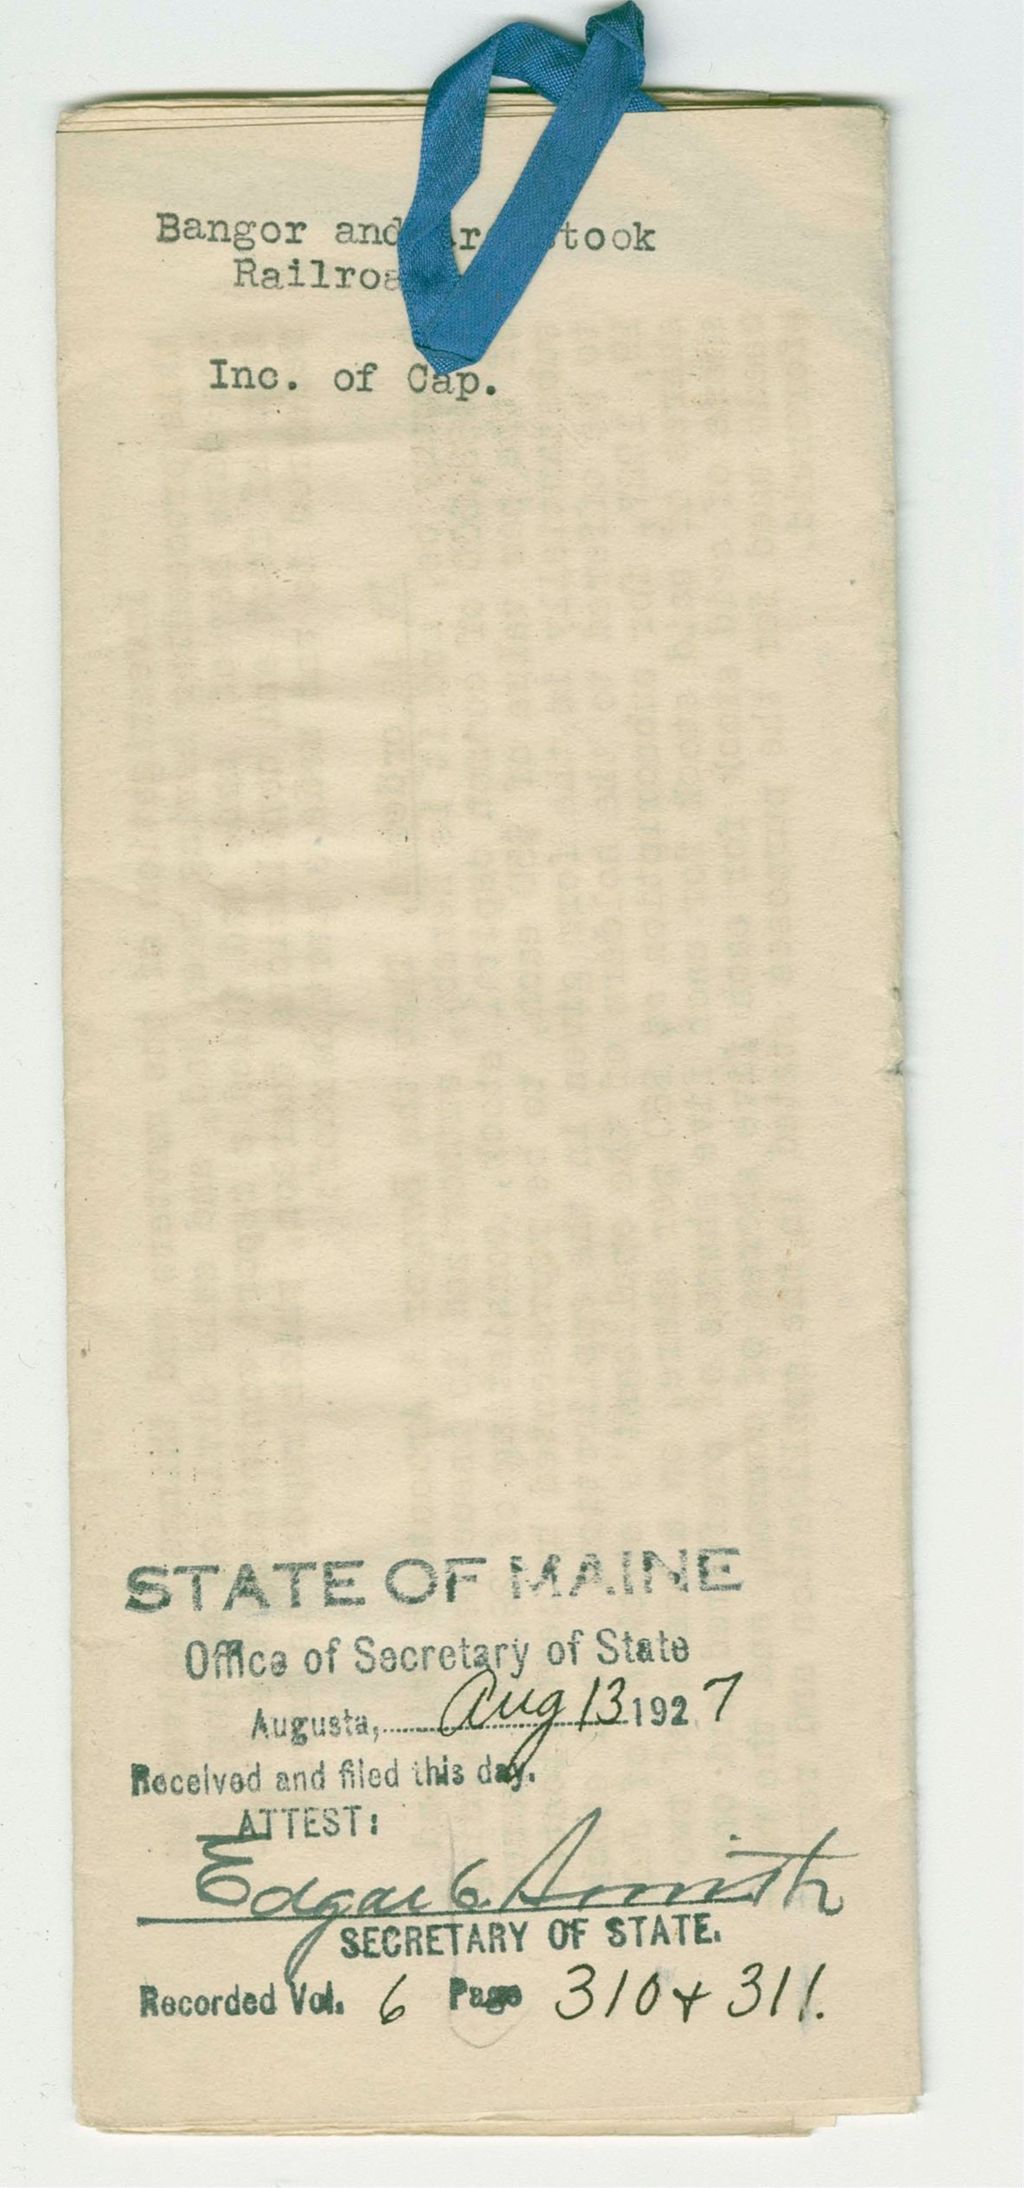 Bangor and stook
Railroa
Inc. of Cap.
STATE OF MAINE
Office of Secretary of State
Augusta, Aug 13 1927
Received and filed this day.
ATTEST:
Edgar C. Smith
SECRETARY OF STATE.
Recorded Vol. 6 Page 310 + 311.